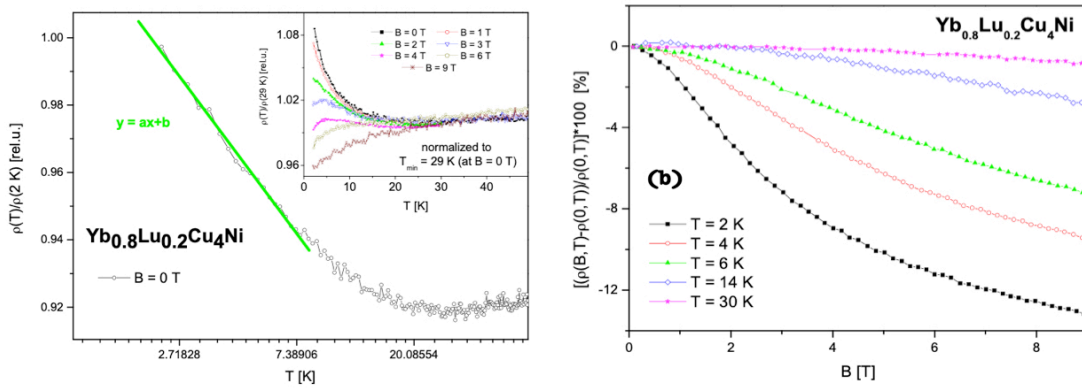 ρ(T)/ρ(2 K) [rel.u.]
1.00
0.98
0.96
0.94
0.92
2.71828
7.38906
20.08554
T [K]
y = ax+b
Yb0.8Lu0.2Cu4Ni
B = 0 T
ρ(T)/ρ(29 K) [rel.u.]
1.08
1.02
0.96
B = 0 T B = 1 T
B = 2 T B = 3 T
B = 4 T B = 6 T
B = 9 T
normalized to
Tmin = 29 K (at B = 0 T)
0 10 20 30 40
T [K]
Yb0.8Lu0.2Cu4Ni
[(ρ(B,T)-ρ(0,T))/ρ(0,T)]*100 [%]
0
-4
-8
-12
(b)
T = 2 K
T = 4 K
T = 6 K
T = 14 K
T = 30 K
0 2 4 6 8
B [T]